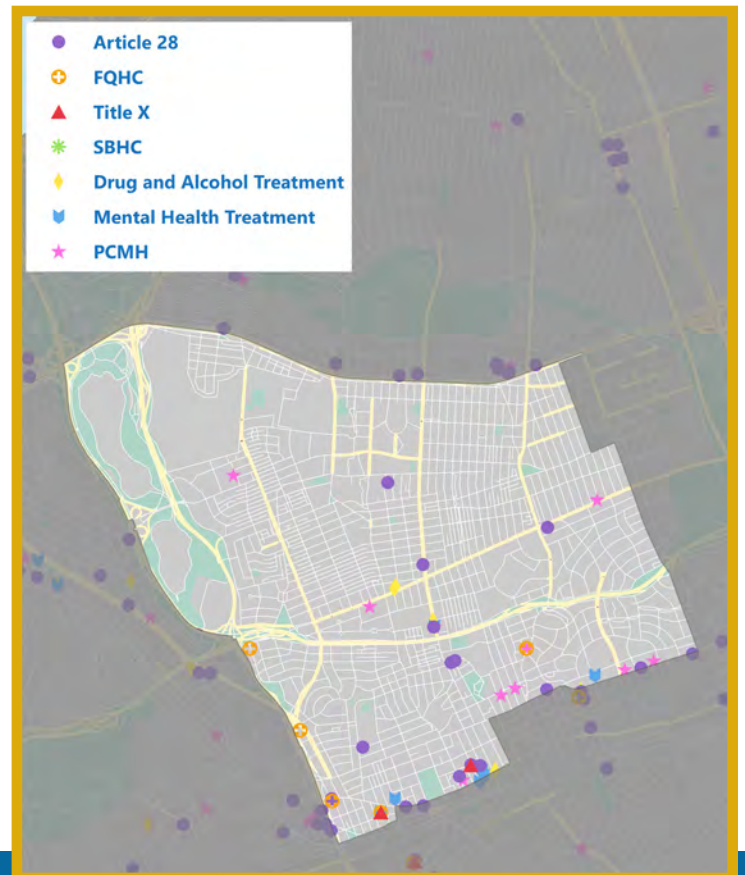 Article 28
FQHC
Title X
SBHC
Drug and Alcohol Treatment
Mental Health Treatment
PCMH